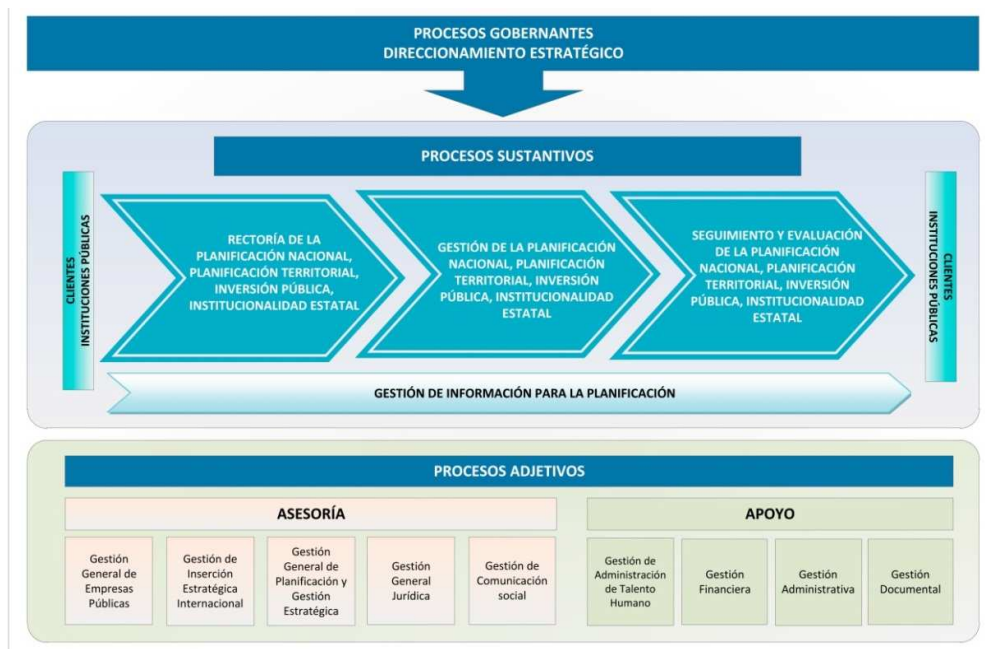 PROCESOS GOBERNANTES
DIRECCIONAMIENTO ESTRATÉGICO
PROCESOS SUSTANTIVOS
CLIENTES
INSTITUCIONES PÚBLICAS
RECTORÍA DE LA
PLANIFICACIÓN NACIONAL,
PLANIFICACIÓN TERRITORIAL,
INVERSIÓN PÚBLICA,
INSTITUCIONALIDAD ESTATAL
GESTIÓN DE LA PLANIFICACIÓN
NACIONAL, PLANIFICACIÓN
TERRITORIAL, INVERSIÓN
PÚBLICA, INSTITUCIONALIDAD
ESTATAL
SEGUIMIENTO Y EVALUACIÓN
DE LA PLANIFICACIÓN
NACIONAL, PLANIFICACIÓN
TERRITORIAL, INVERSIÓN
PÚBLICA, INSTITUCIONALIDAD
ESTATAL
CLIENTES
INSTITUCIONES PÚBLICAS
GESTIÓN DE INFORMACIÓN PARA LA PLANIFICACIÓN
PROCESOS ADJETIVOS
ASESORÍA
Gestión
General de
Empresas
Públicas
Gestión de
Inserción
Estratégica
Internacional
Gestión
General de
Planificación y
Gestión
Estratégica
Gestión
General
Jurídica
Gestión de
Comunicación
social
APOYO
Gestión de
Administración
de Talento
Humano
Gestión
Financiera
Gestión
Administrativa
Gestión
Documental